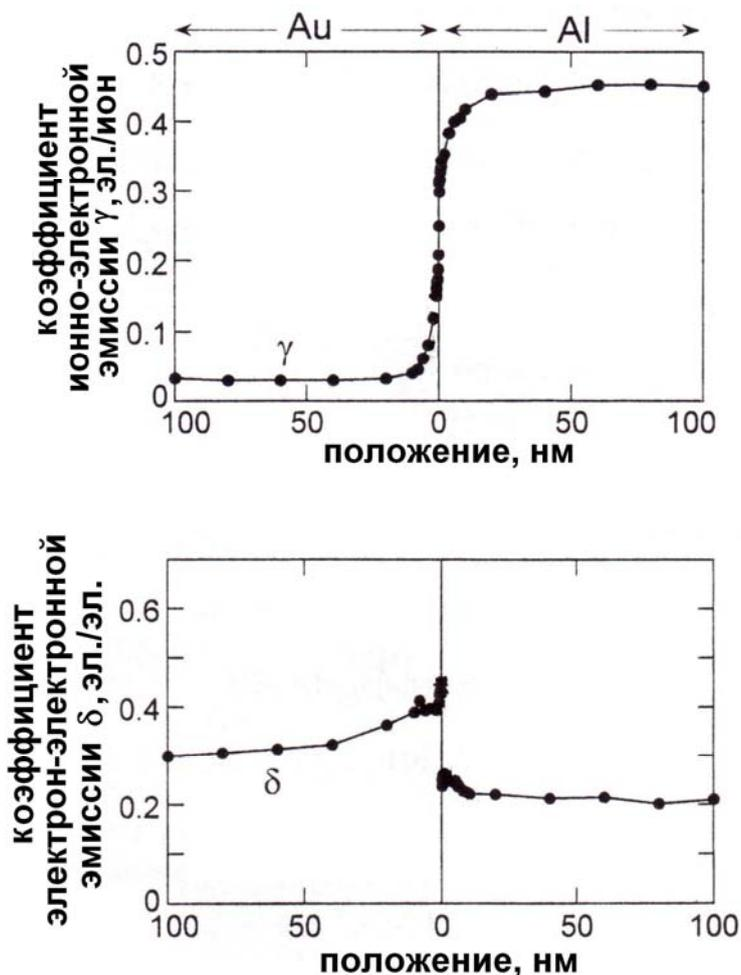 Au
Al
коэффициент
ионно-электронной
эмиссии γ, эл./ион
0.5
0.4
0.3
0.2
0.1
0
γ
100
50
0
50
100
положение, нм
коэффициент
электрон-электронной
эмиссии δ, эл./эл.
0.6
0.4
0.2
0
δ
100
50
0
50
100
положение, нм